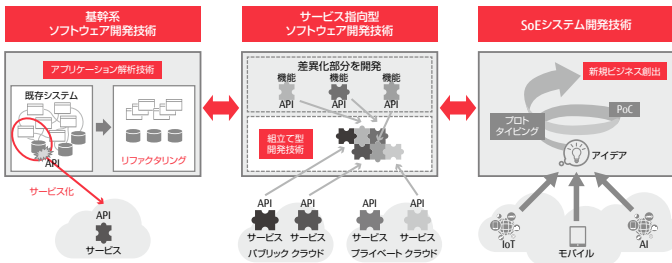 基幹系
ソフトウェア開発技術
アプリケーション解析技術
既存システム
API
リファクタリング
サービス化
API
サービス
サービス指向型
ソフトウェア開発技術
差異化部分を開発
機能 機能 機能
API API API
組立て型
開発技術
API API API API
サービス サービス サービス サービス
パブリック クラウド プライベート クラウド
SoEシステム開発技術
新規ビジネス創出
PoC
プロト
タイピング
アイデア
IoT
モバイル
AI